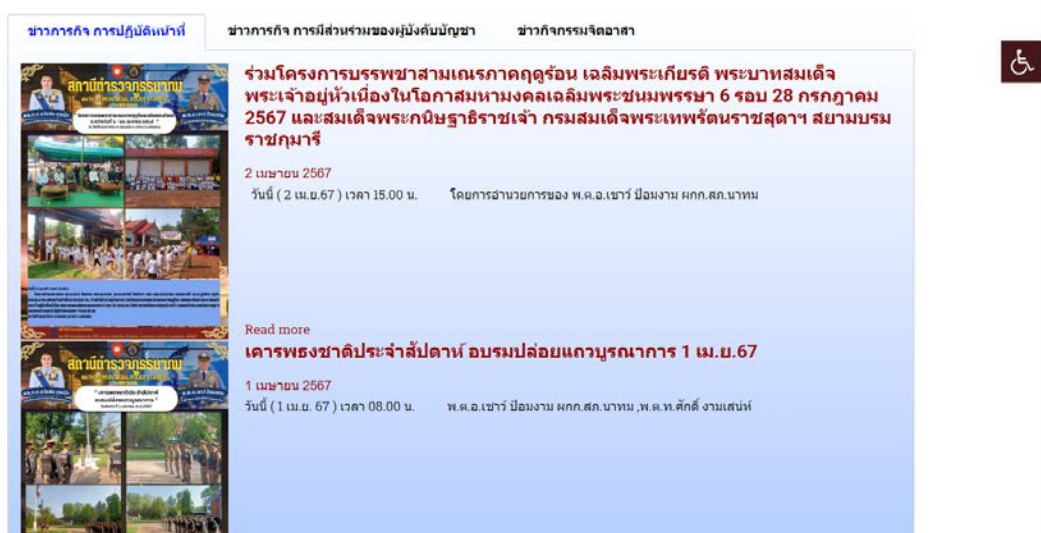 ข่าวภารกิจ การปฏิบัติหน้าที่
ข่าวภารกิจ การมีส่วนร่วมของผู้บังคับบัญชา
ข่าวกิจกรรมจิตอาสา
สถานีตำรวจภูธรนาทม
ร่วมโครงการบรรพชาสามเณรภาคฤดูร้อน เฉลิมพระเกียรติ พระบาทสมเด็จ
พระเจ้าอยู่หัวเนื่องในโอกาสมหามงคลเฉลิมพระชนมพรรษา 6 รอบ 28 กรกฎาคม
2567 และสมเด็จพระกนิษฐาธิราชเจ้า กรมสมเด็จพระเทพรัตนราชสุดาฯ สยามบรม
ราชกุมารี
2 เมษายน 2567
วันนี้ ( 2 เม.ย.67 ) เวลา 15.00 น. โดยการอำนวยการของ พ.ต.อ.เชาว์ ป้อมงาม ผกก.สภ.นาทม
Read more
สถานีตำรวจภูธรนาทม
เคารพธงชาติประจำสัปดาห์ อบรมปล่อยแถวบูรณาการ 1 เม.ย.67
1 เมษายน 2567
วันนี้ ( 1 เม.ย. 67 ) เวลา 08.00 น. พ.ต.อ.เชาว์ ป้อมงาม ผกก.สภ.นาทม ,พ.ต.ท.ศักดิ์ งามเสน่ห์